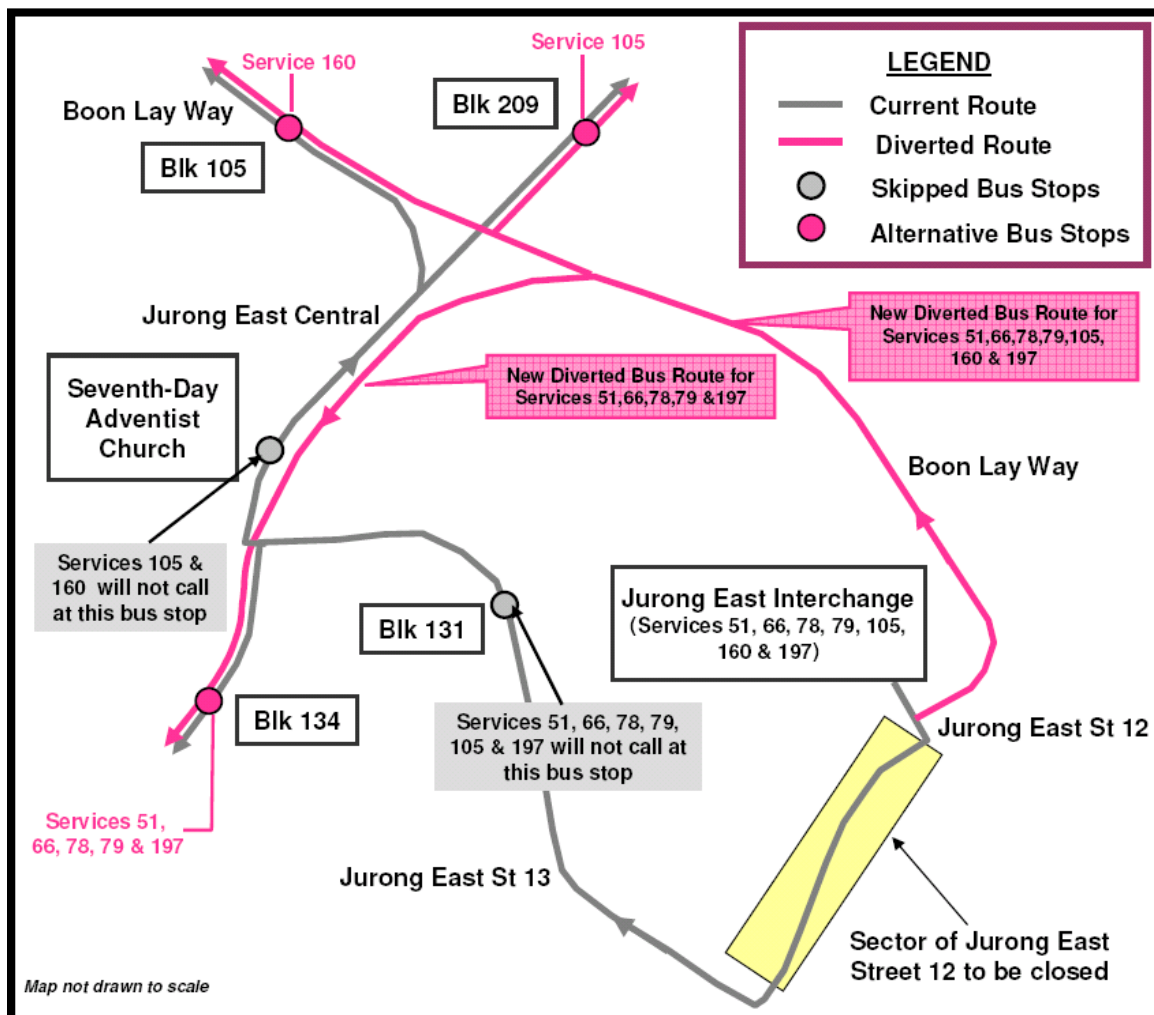 Service 160
Service 105
Boon Lay Way
Blk 209
Blk 105
LEGEND
Current Route
Diverted Route
Skipped Bus Stops
Alternative Bus Stops
Jurong East Central
New Diverted Bus Route for
Services 51,66,78,79,105,
160 & 197
New Diverted Bus Route for
Services 51,66,78,79 &197
Seventh-Day
Adventist
Church
Boon Lay Way
Services 105 &
160 will not call
at this bus stop
Blk 131
Jurong East Interchange
(Services 51, 66, 78, 79, 105,
160 & 197)
Blk 134
Services 51, 66, 78, 79,
105 & 197 will not call at
this bus stop
Jurong East St 12
Services 51,
66, 78, 79 & 197
Jurong East St 13
Sector of Jurong East
Street 12 to be closed
Map not drawn to scale